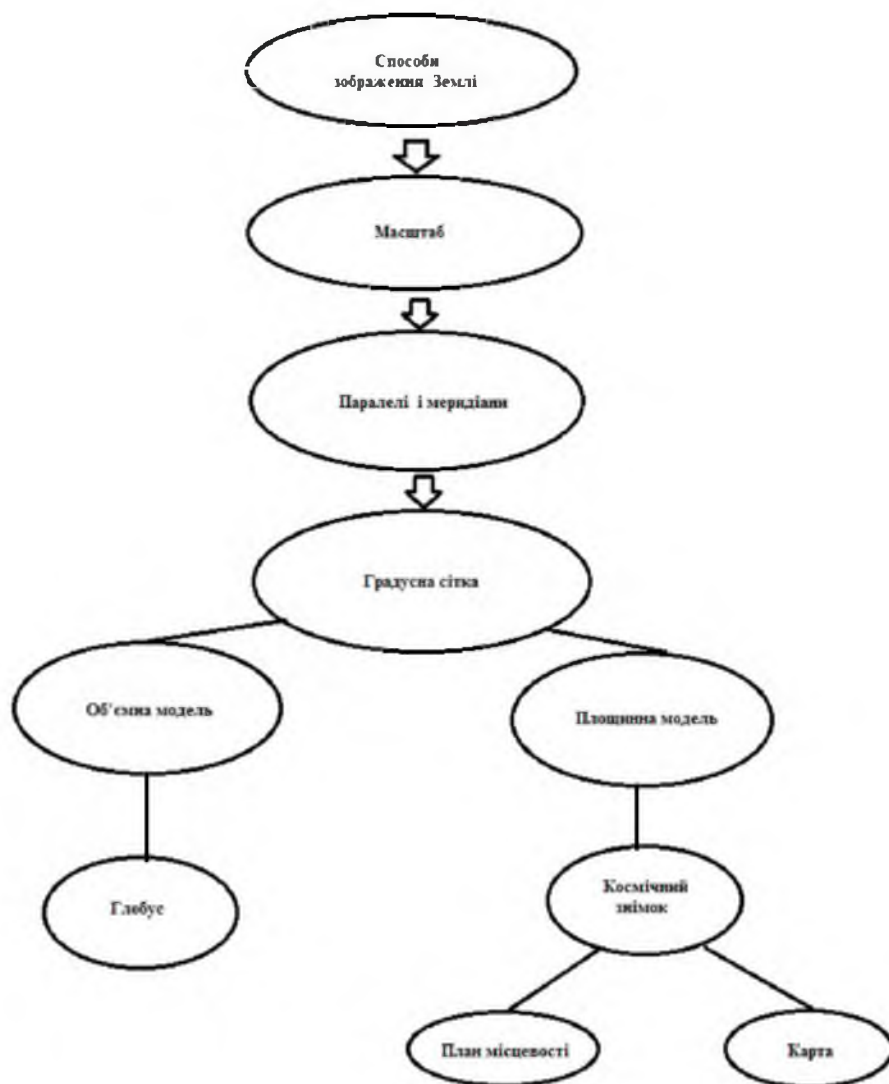 Способи
зображення Землі
Масштаб
Паралелі і меридіани
Градусна сітка
Об'ємна модель
Площинна модель
Глобус
Космічний
знімок
План місцевості
Карта